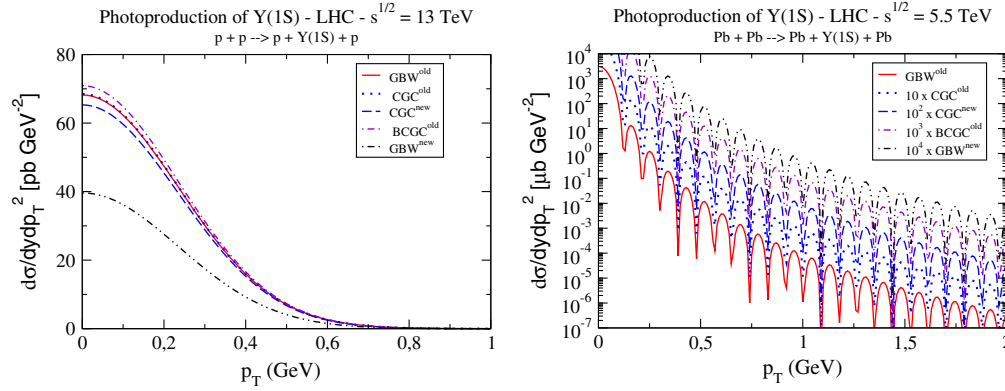 Photoproduction of Y(1S) - LHC - s^1/2 = 13 TeV
p + p --> p + Y(1S) + p
GBW^old
CGC^old
CGC^new
BCGC^old
GBW^new
dσ/dydp_T^2 [pb GeV^-2]
80
60
40
20
0
0
0,2
0,4
0,6
0,8
1
p_T (GeV)
Photoproduction of Y(1S) - LHC - s^1/2 = 5.5 TeV
Pb + Pb --> Pb + Y(1S) + Pb
GBW^old
10 x CGC^old
10^2 x CGC^new
10^3 x BCGC^old
10^4 x GBW^new
dσ/dydp_T^2 [μb GeV^-2]
10^4
10^3
10^2
10^1
10^0
10^-1
10^-2
10^-3
10^-4
10^-5
10^-6
10^-7
0
0,5
1
1,5
2
p_T (GeV)